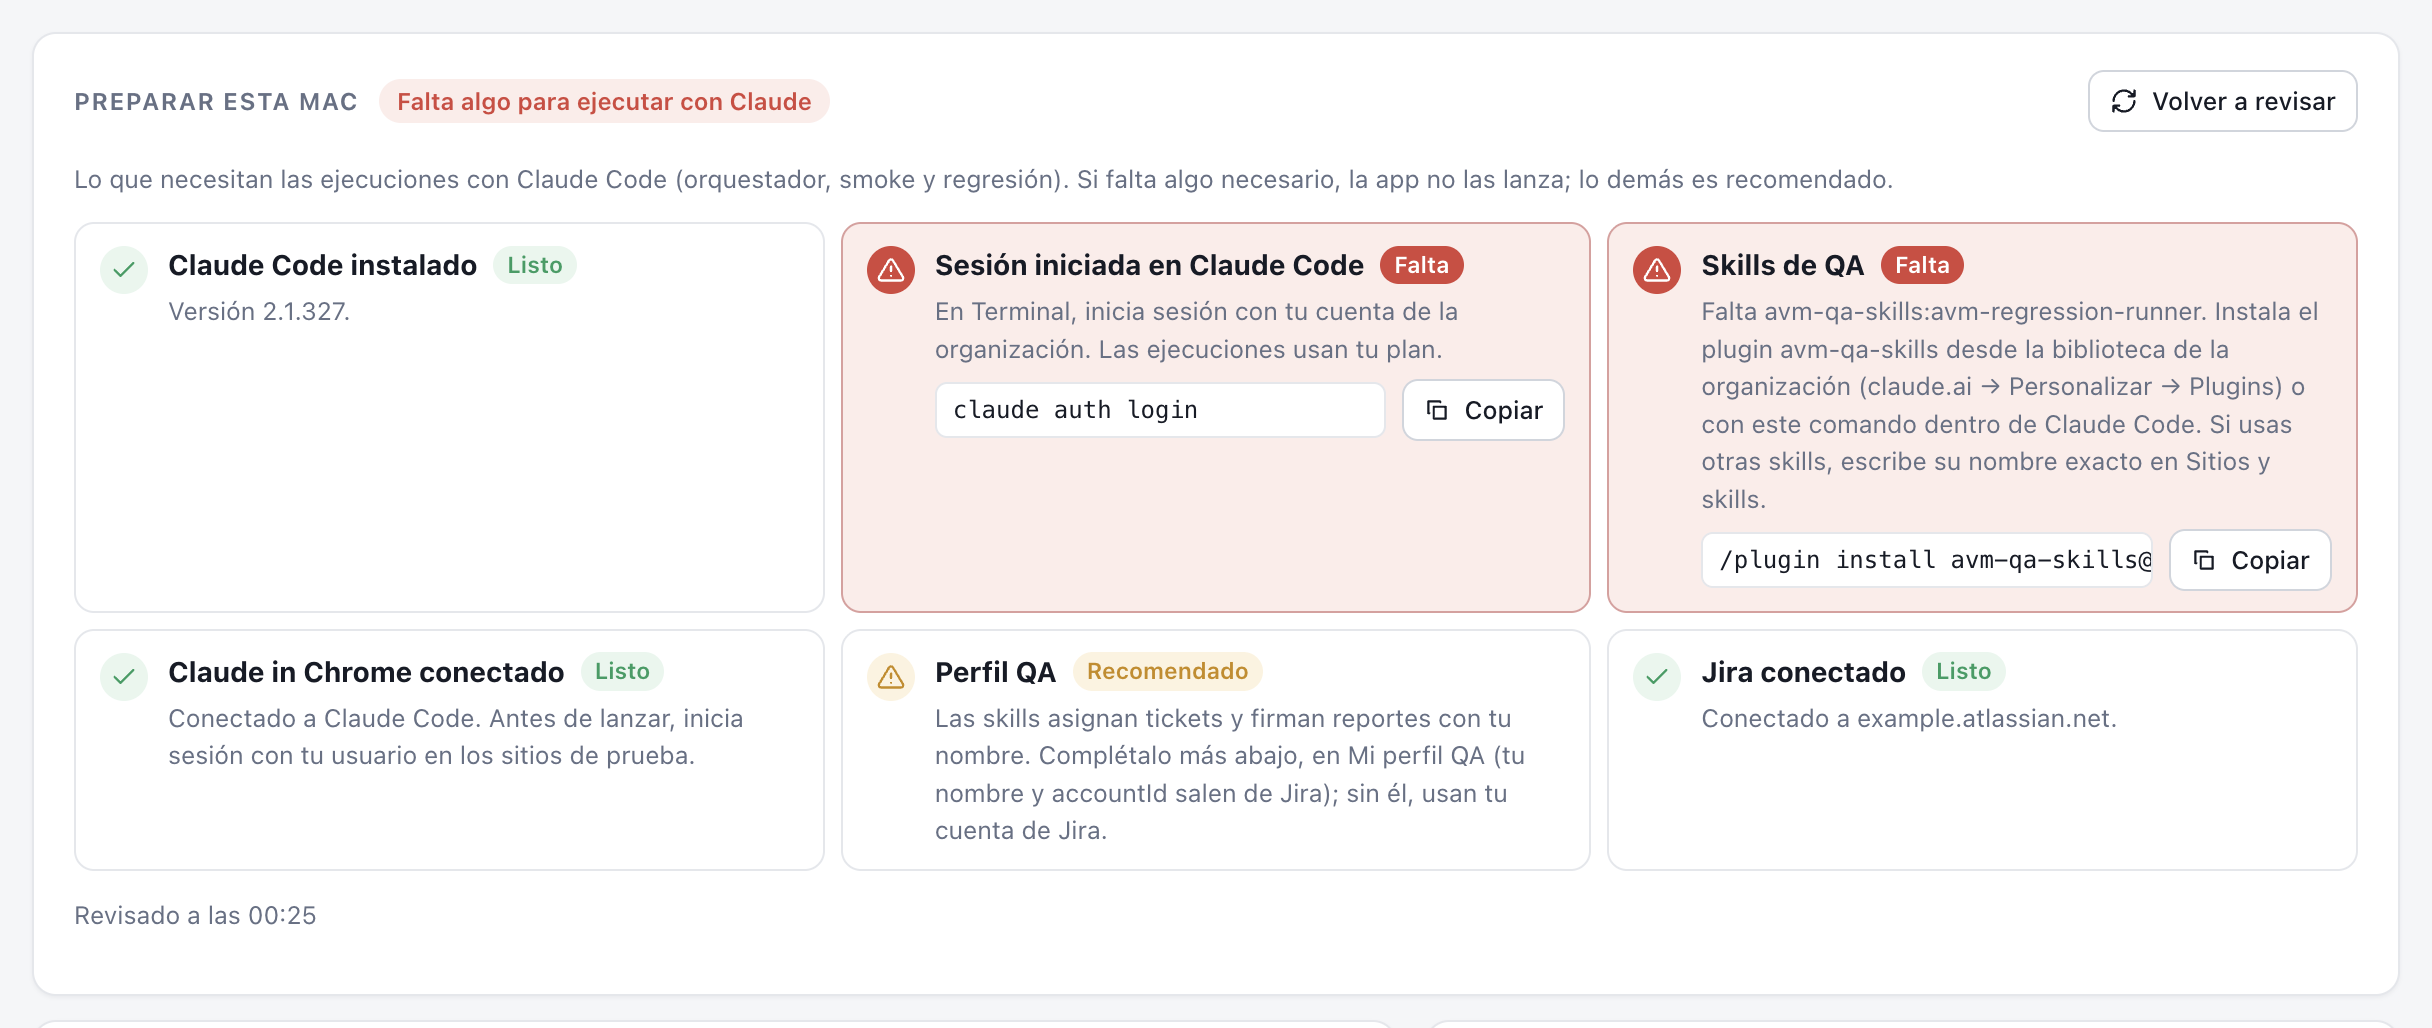 PREPARAR ESTA MAC
Falta algo para ejecutar con Claude
Volver a revisar
Lo que necesitan las ejecuciones con Claude Code (orquestador, smoke y regresión). Si falta algo necesario, la app no las lanza; lo demás es recomendado.
Claude Code instalado
Listo
Versión 2.1.327.
Sesión iniciada en Claude Code
Falta
En Terminal, inicia sesión con tu cuenta de la
organización. Las ejecuciones usan tu plan.
claude auth login
Copiar
Skills de QA
Falta
Falta avm-qa-skills:avm-regression-runner. Instala el
plugin avm-qa-skills desde la biblioteca de la
organización (claude.ai → Personalizar → Plugins) o
con este comando dentro de Claude Code. Si usas
otras skills, escribe su nombre exacto en Sitios y
skills.
/plugin install avm-qa-skills@
Copiar
Claude in Chrome conectado
Listo
Conectado a Claude Code. Antes de lanzar, inicia
sesión con tu usuario en los sitios de prueba.
Perfil QA
Recomendado
Las skills asignan tickets y firman reportes con tu
nombre. Complétalo más abajo, en Mi perfil QA (tu
nombre y accountId salen de Jira); sin él, usan tu
cuenta de Jira.
Jira conectado
Listo
Conectado a example.atlassian.net.
Revisado a las 00:25